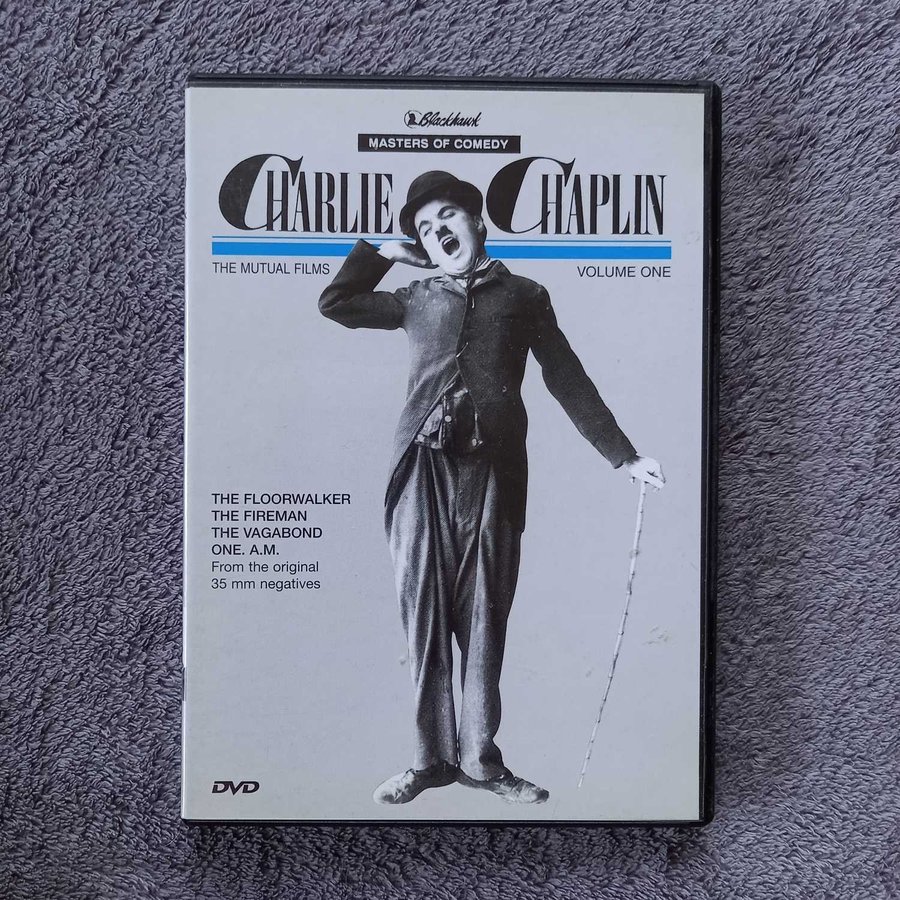 Blackhawk
MASTERS OF COMEDY
CHARLIE CHAPLIN
THE MUTUAL FILMS
VOLUME ONE
THE FLOORWALKER
THE FIREMAN
THE VAGABOND
ONE. A.M.
From the original
35 mm negatives
DVD